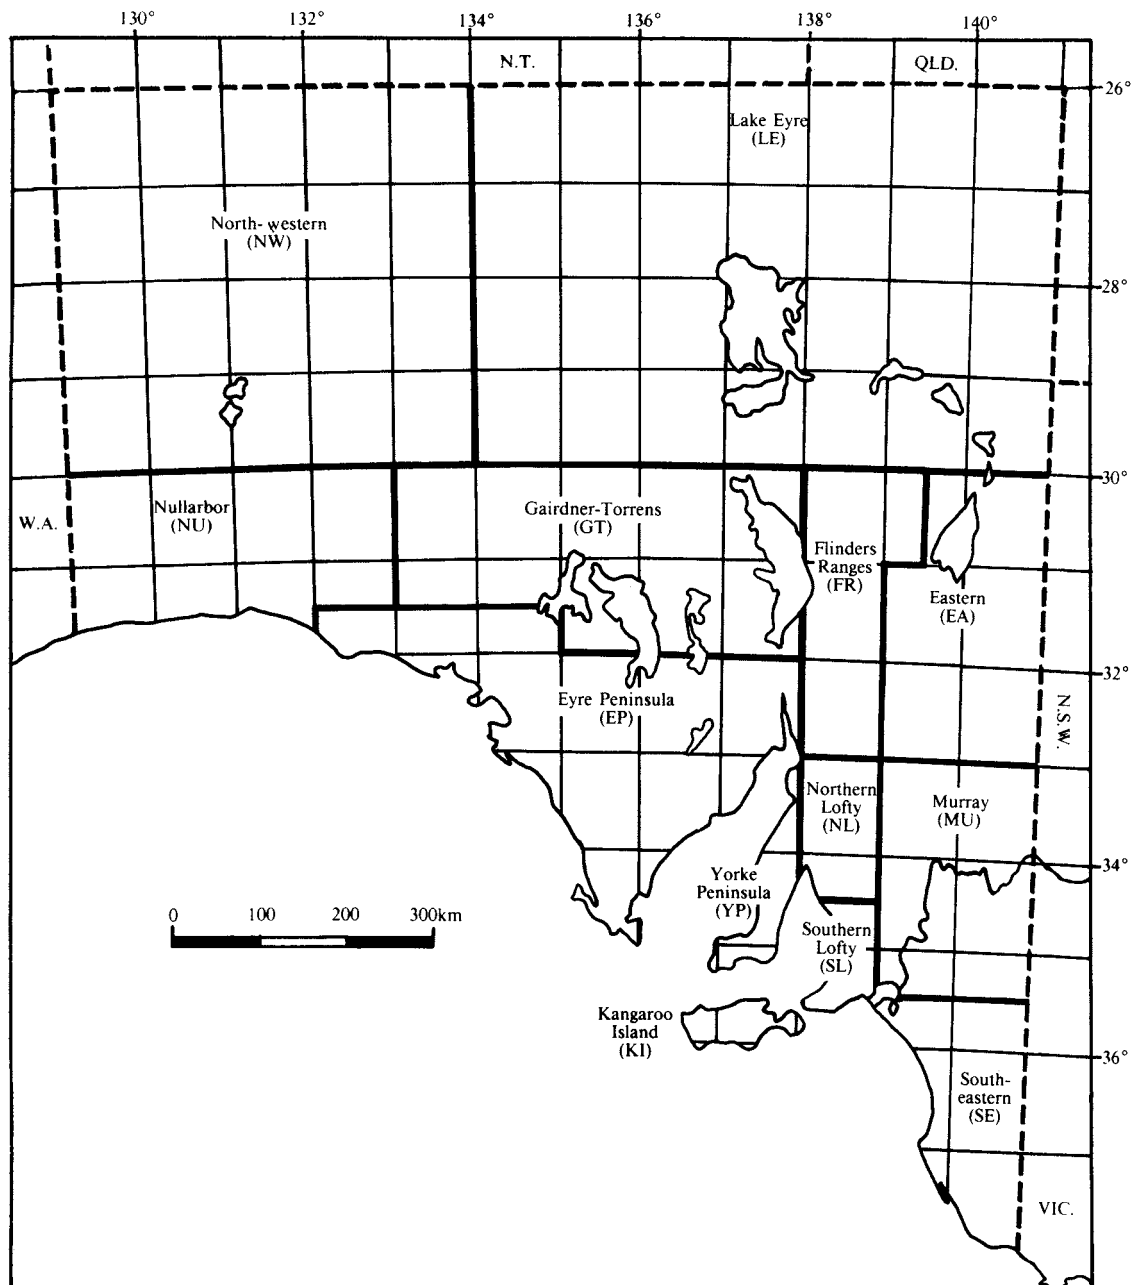 130° 132° 134° 136° 138° 140°
N.T. QLD.
26°
Lake Eyre
(LE)
North-western
(NW)
28°
30°
Nullarbor
(NU)
W.A.
Gairdner-Torrens
(GT)
Flinders
Ranges
(FR)
Eastern
(EA)
32°
Eyre Peninsula
(EP)
N.S.W.
Northern
Lofty
(NL)
Murray
(MU)
34°
Yorke
Peninsula
(YP)
0 100 200 300km
Southern
Lofty
(SL)
Kangaroo
Island
(KI)
36°
South-
eastern
(SE)
VIC.